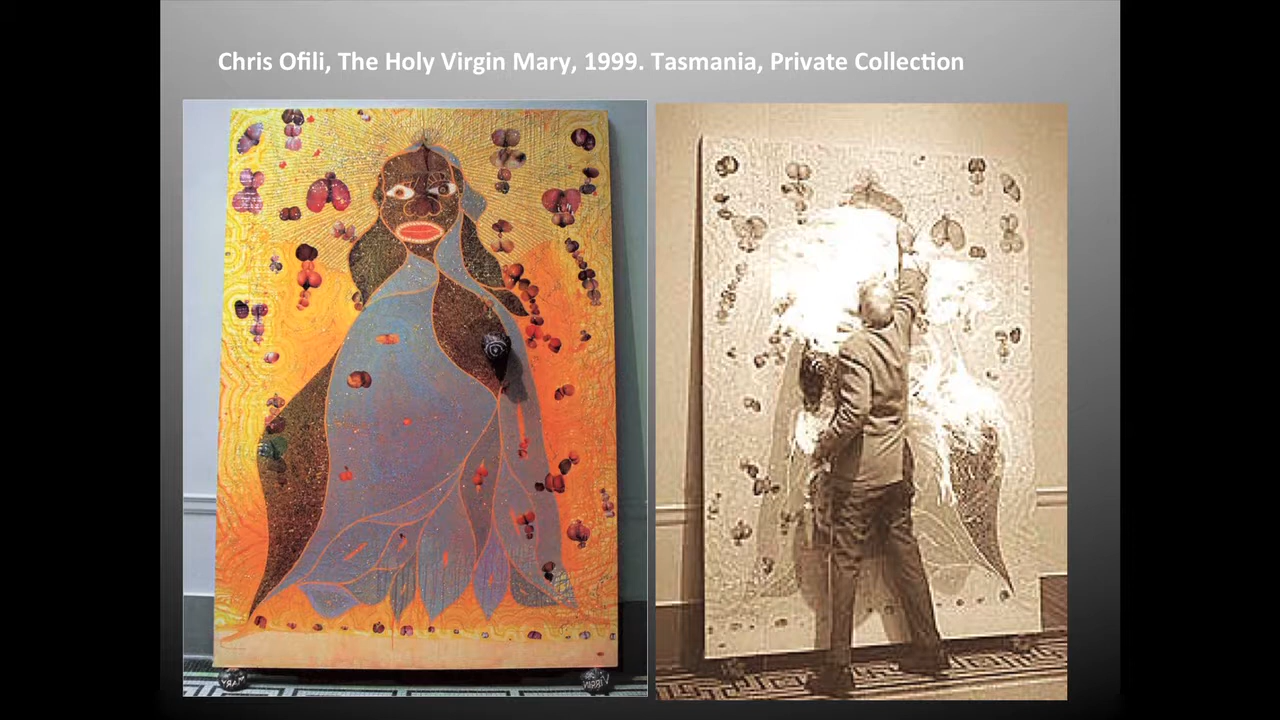 Chris Ofili, The Holy Virgin Mary, 1999. Tasmania, Private Collection